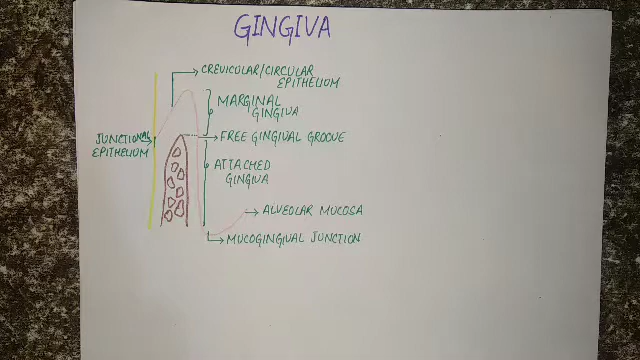 GINGIVA
CREVICULAR/CIRCULAR
EPITHELIUM
MARGINAL
GINGIVA
JUNCTIONAL
EPITHELIUM
FREE GINGIVAL GROOVE
ATTACHED
GINGIVA
ALVEOLAR MUCOSA
MUCOGINGIVAL JUNCTION